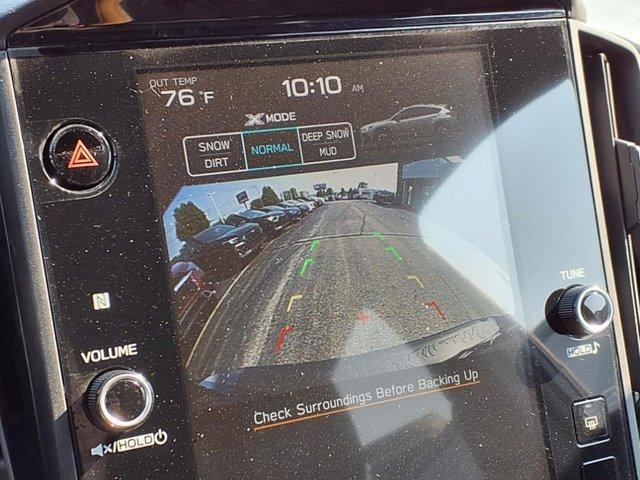 OUT TEMP
76 °F
10:10 AM
X MODE
SNOW DIRT
NORMAL
DEEP SNOW MUD
N
VOLUME
HOLD
TUNE
HOLD
Check Surroundings Before Backing Up